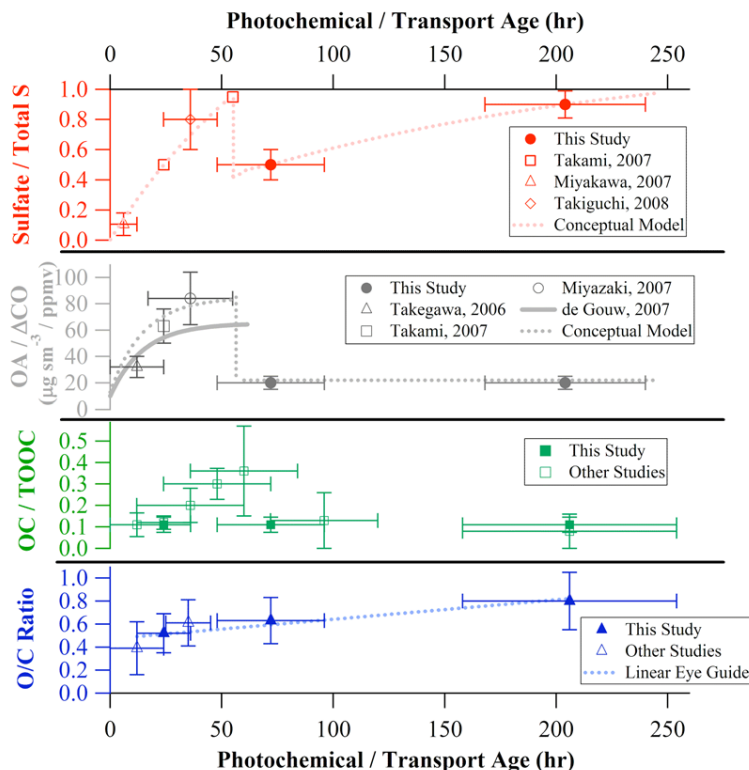 Photochemical / Transport Age (hr)
0 50 100 150 200 250
Sulfate / Total S
1.0
0.8
0.6
0.4
0.2
0.0
This Study
Takami, 2007
Miyakawa, 2007
Takiguchi, 2008
Conceptual Model
OA / ΔCO
(µg sm⁻³ / ppmv)
80
60
40
20
0
This Study
Takegawa, 2006
Takami, 2007
Miyazaki, 2007
de Gouw, 2007
Conceptual Model
OC / TOOC
0.5
0.4
0.3
0.2
0.1
0.0
This Study
Other Studies
O/C Ratio
1.0
0.8
0.6
0.4
0.2
0.0
This Study
Other Studies
Linear Eye Guide
0 50 100 150 200 250
Photochemical / Transport Age (hr)